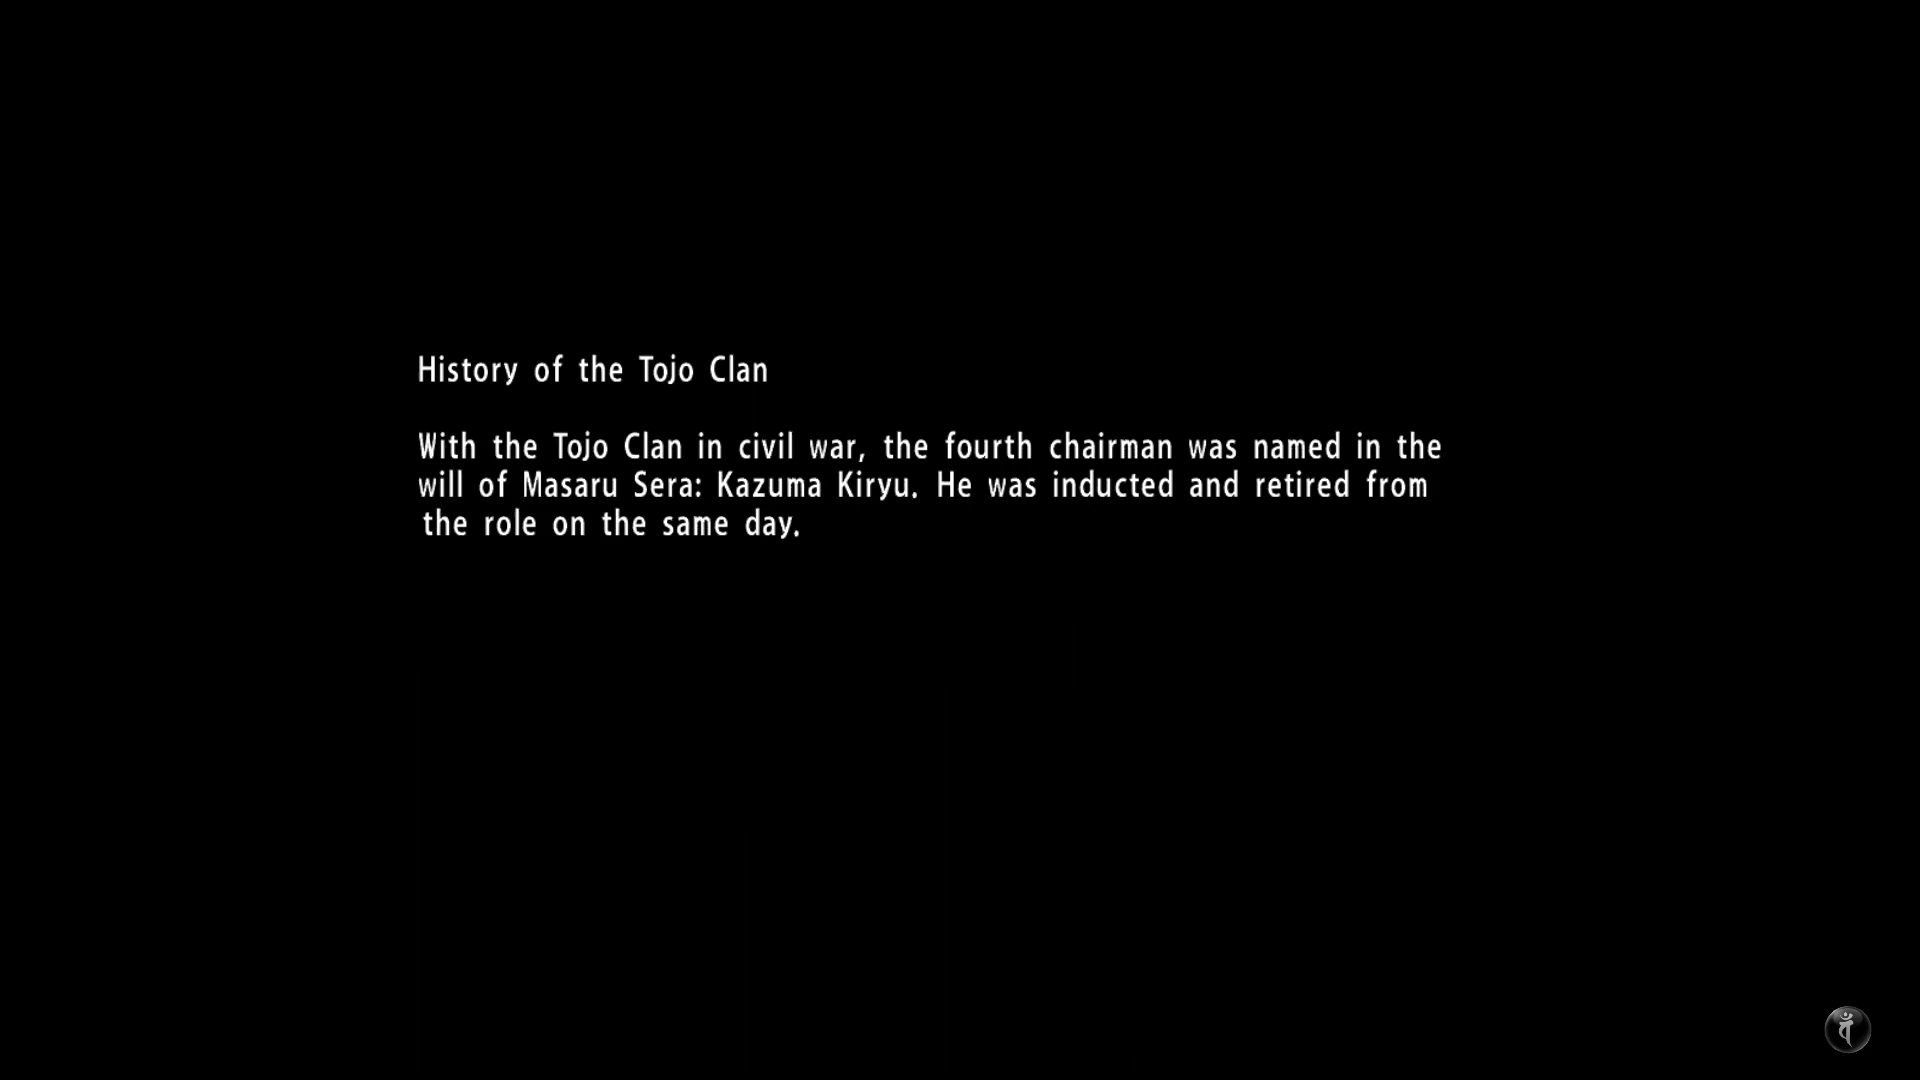 History of the Tojo Clan
With the Tojo Clan in civil war, the fourth chairman was named in the
will of Masaru Sera: Kazuma Kiryu. He was inducted and retired from
the role on the same day.